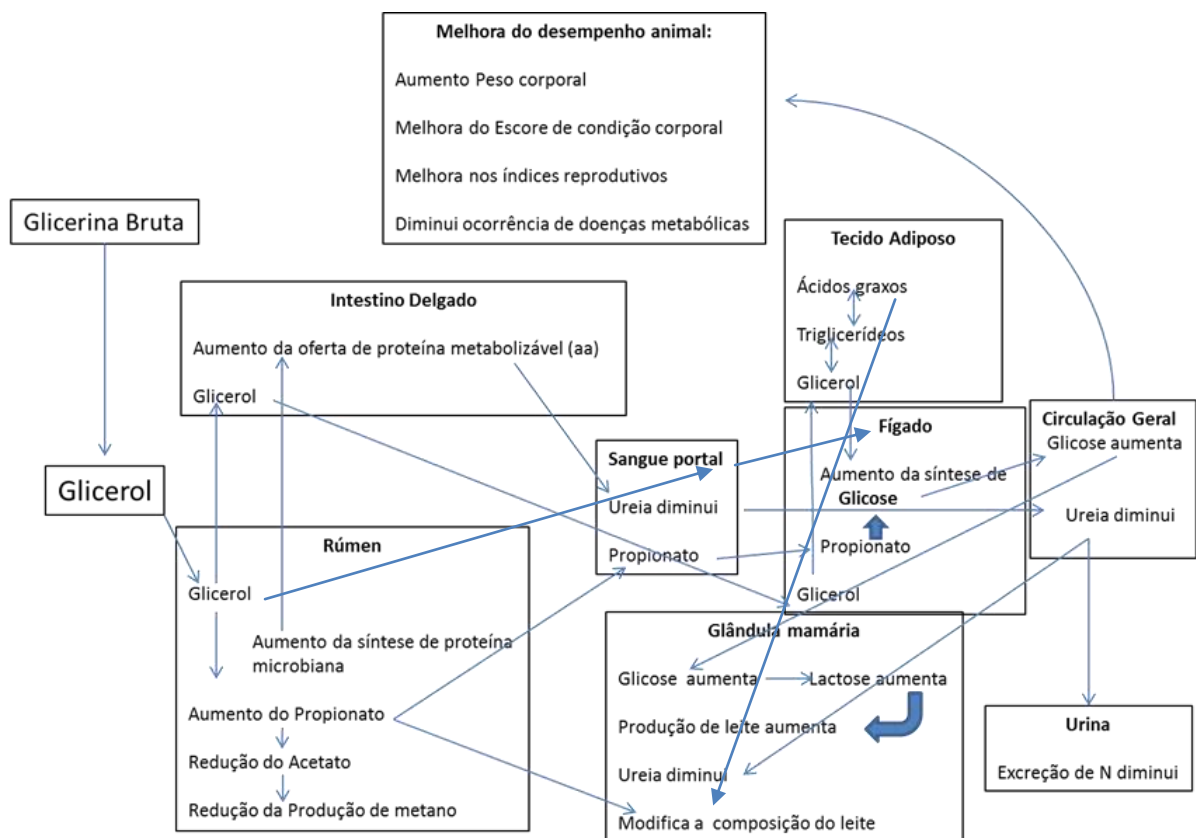 Melhora do desempenho animal:
Aumento Peso corporal
Melhora do Escore de condição corporal
Melhora nos índices reprodutivos
Diminui ocorrência de doenças metabólicas
Glicerina Bruta
Glicerol
Intestino Delgado
Aumento da oferta de proteína metabolizável (aa)
Glicerol
Rúmen
Glicerol
Aumento da síntese de proteína
microbiana
Aumento do Propionato
Redução do Acetato
Redução da Produção de metano
Sangue portal
Ureia diminui
Propionato
Tecido Adiposo
Ácidos graxos
Triglicerídeos
Glicerol
Fígado
Aumento da síntese de
Glicose
Propionato
Glicerol
Glândula mamária
Glicose aumenta
Lactose aumenta
Produção de leite aumenta
Ureia diminui
Modifica a composição do leite
Circulação Geral
Glicose aumenta
Ureia diminui
Urina
Excreção de N diminui